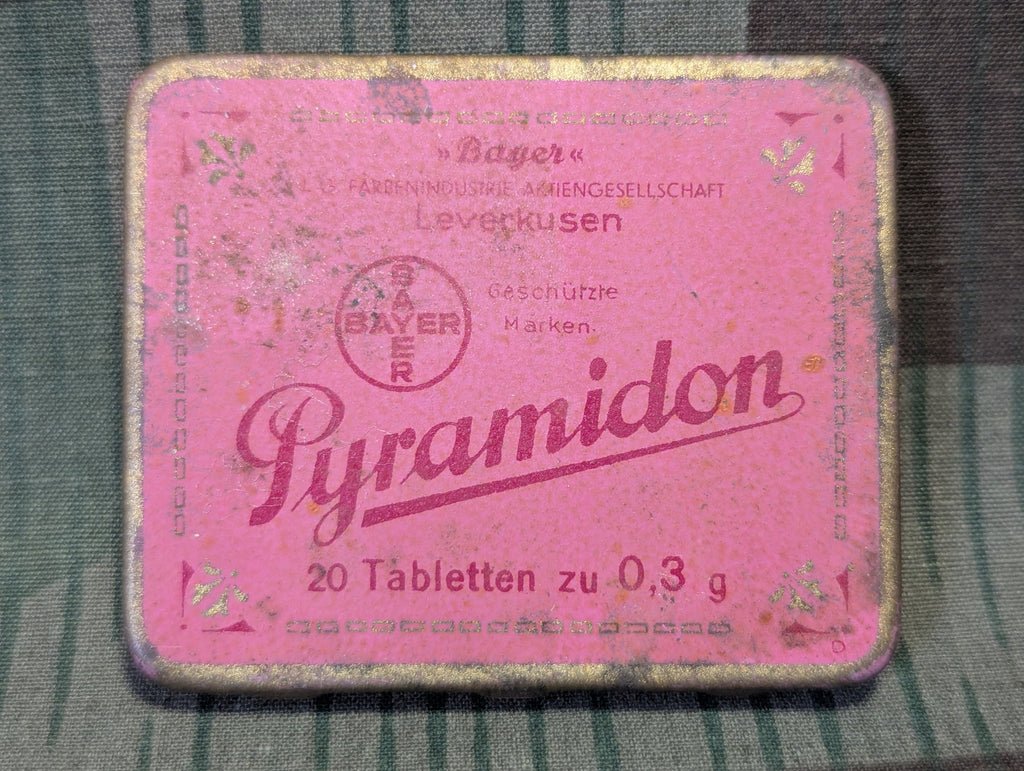 »Bayer«
I. G. FARBENINDUSTRIE AKTIENGESELLSCHAFT
Leverkusen
BAYER
BAYER
Geschützte
Marken.
Pyramidon
20 Tabletten zu 0,3 g